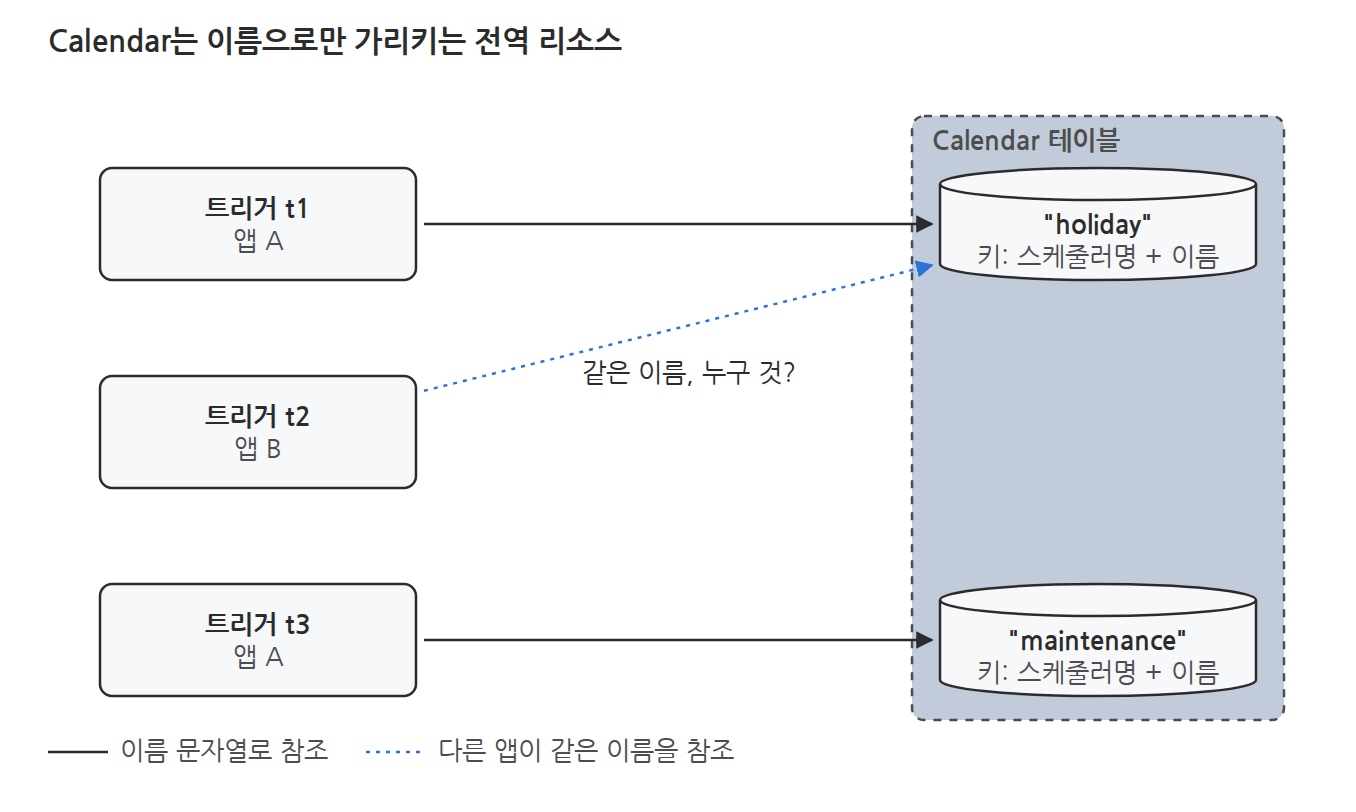 Calendar는 이름으로만 가리키는 전역 리소스
Calendar 테이블
트리거 t1
앱 A
"holiday"
키: 스케줄러명 + 이름
같은 이름, 누구 것?
트리거 t2
앱 B
트리거 t3
앱 A
"maintenance"
키: 스케줄러명 + 이름
이름 문자열로 참조
다른 앱이 같은 이름을 참조